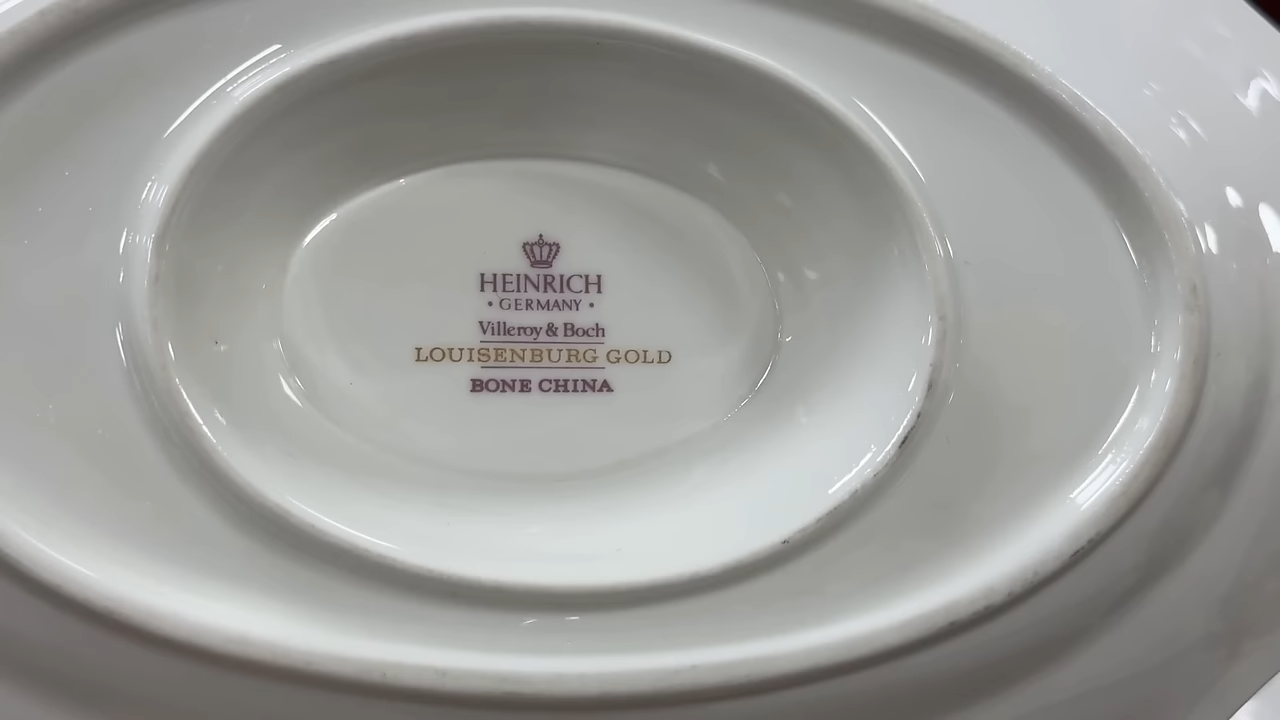 HEINRICH
• GERMANY •
Villeroy & Boch
LOUISENBURG GOLD
BONE CHINA